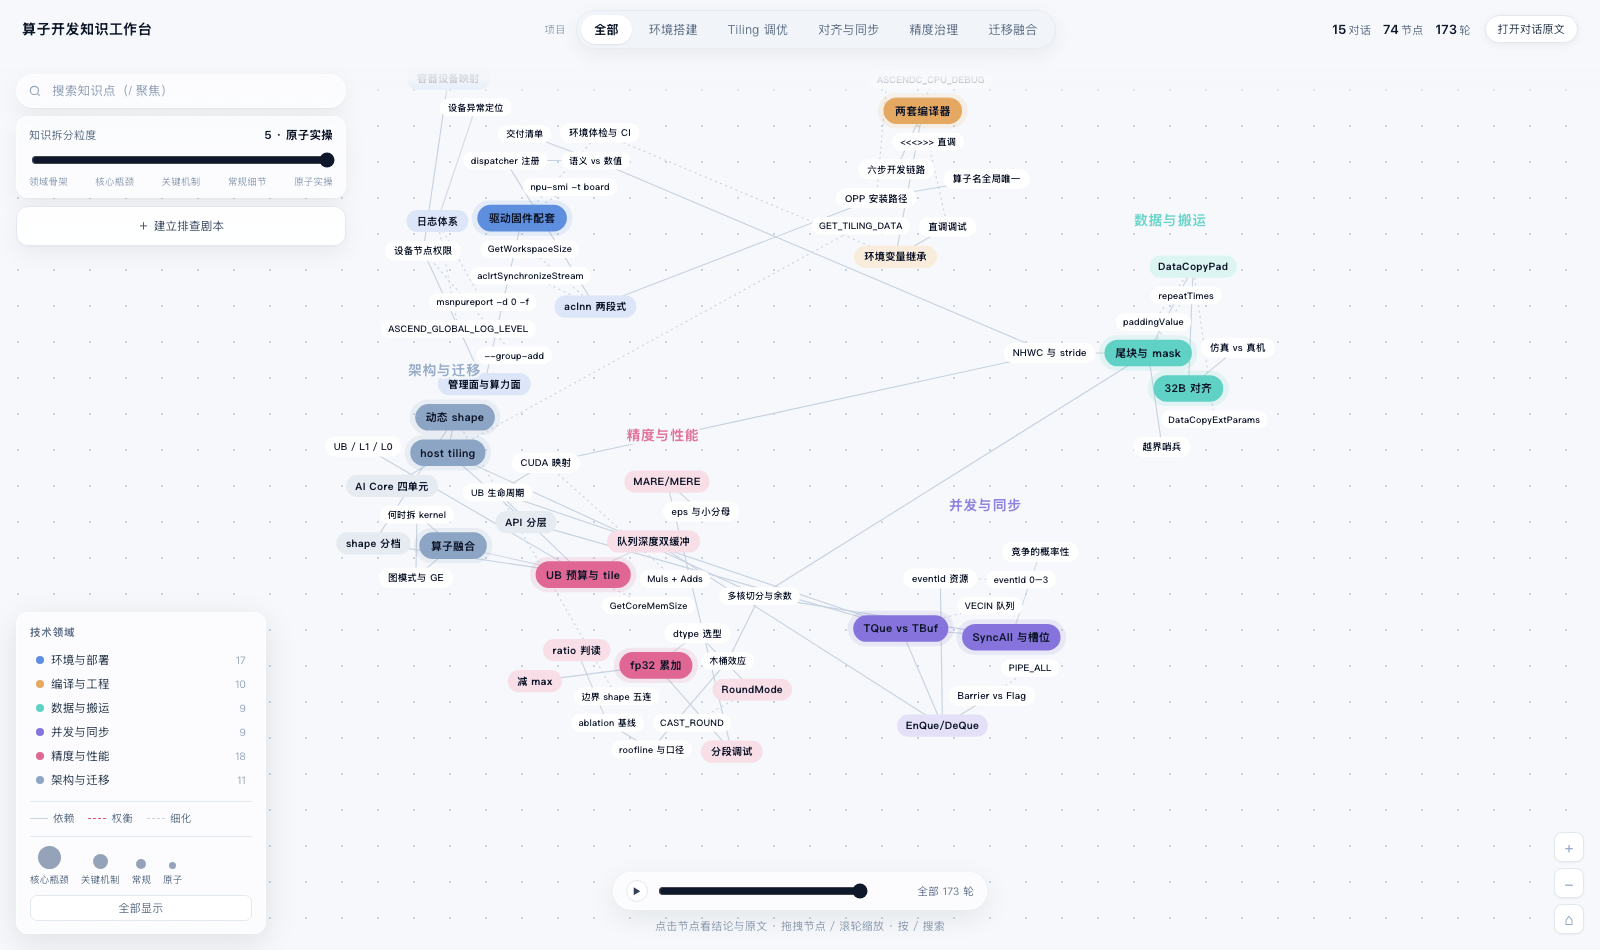 算子开发知识工作台
项目
全部
环境搭建
Tiling 调优
对齐与同步
精度治理
迁移融合
15 对话 74 节点 173 轮
打开对话原文
搜索知识点（/ 聚焦）
知识拆分粒度
5 · 原子实操
领域骨架 核心瓶颈 关键机制 常规细节 原子实操
+ 建立排查剧本
容器设备映射
设备异常定位
交付清单
环境体检与 CI
dispatcher 注册
语义 vs 数值
npu-smi -t board
日志体系
驱动固件配套
设备节点权限
GetWorkspaceSize
aclrtSynchronizeStream
msnpureport -d 0 -f
aclnn 两段式
ASCEND_GLOBAL_LOG_LEVEL
--group-add
架构与迁移
管理面与算力面
动态 shape
UB / L1 / L0
host tiling
CUDA 映射
AI Core 四单元
UB 生命周期
何时拆 kernel
API 分层
shape 分档
算子融合
图模式与 GE
ASCENDC_CPU_DEBUG
两套编译器
<<<>>> 直调
六步开发链路
算子名全局唯一
OPP 安装路径
GET_TILING_DATA
直调调试
环境变量继承
数据与搬运
DataCopyPad
repeatTimes
paddingValue
NHWC 与 stride
尾块与 mask
仿真 vs 真机
32B 对齐
DataCopyExtParams
越界哨兵
精度与性能
MARE/MERE
eps 与小分母
队列深度双缓冲
UB 预算与 tile
Muls + Adds
多核切分与余数
GetCoreMemSize
dtype 选型
ratio 判读
fp32 累加
木桶效应
减 max
RoundMode
边界 shape 五连
ablation 基线
CAST_ROUND
roofline 与口径
分段调试
并发与同步
竞争的概率性
eventId 资源
eventId 0–3
VECIN 队列
TQue vs TBuf
SyncAll 与槽位
PIPE_ALL
Barrier vs Flag
EnQue/DeQue
技术领域
环境与部署 17
编译与工程 10
数据与搬运 9
并发与同步 9
精度与性能 18
架构与迁移 11
依赖 权衡 细化
核心瓶颈 关键机制 常规 原子
全部显示
全部 173 轮
点击节点看结论与原文 · 拖拽节点 / 滚轮缩放 · 按 / 搜索
+
−
⌂